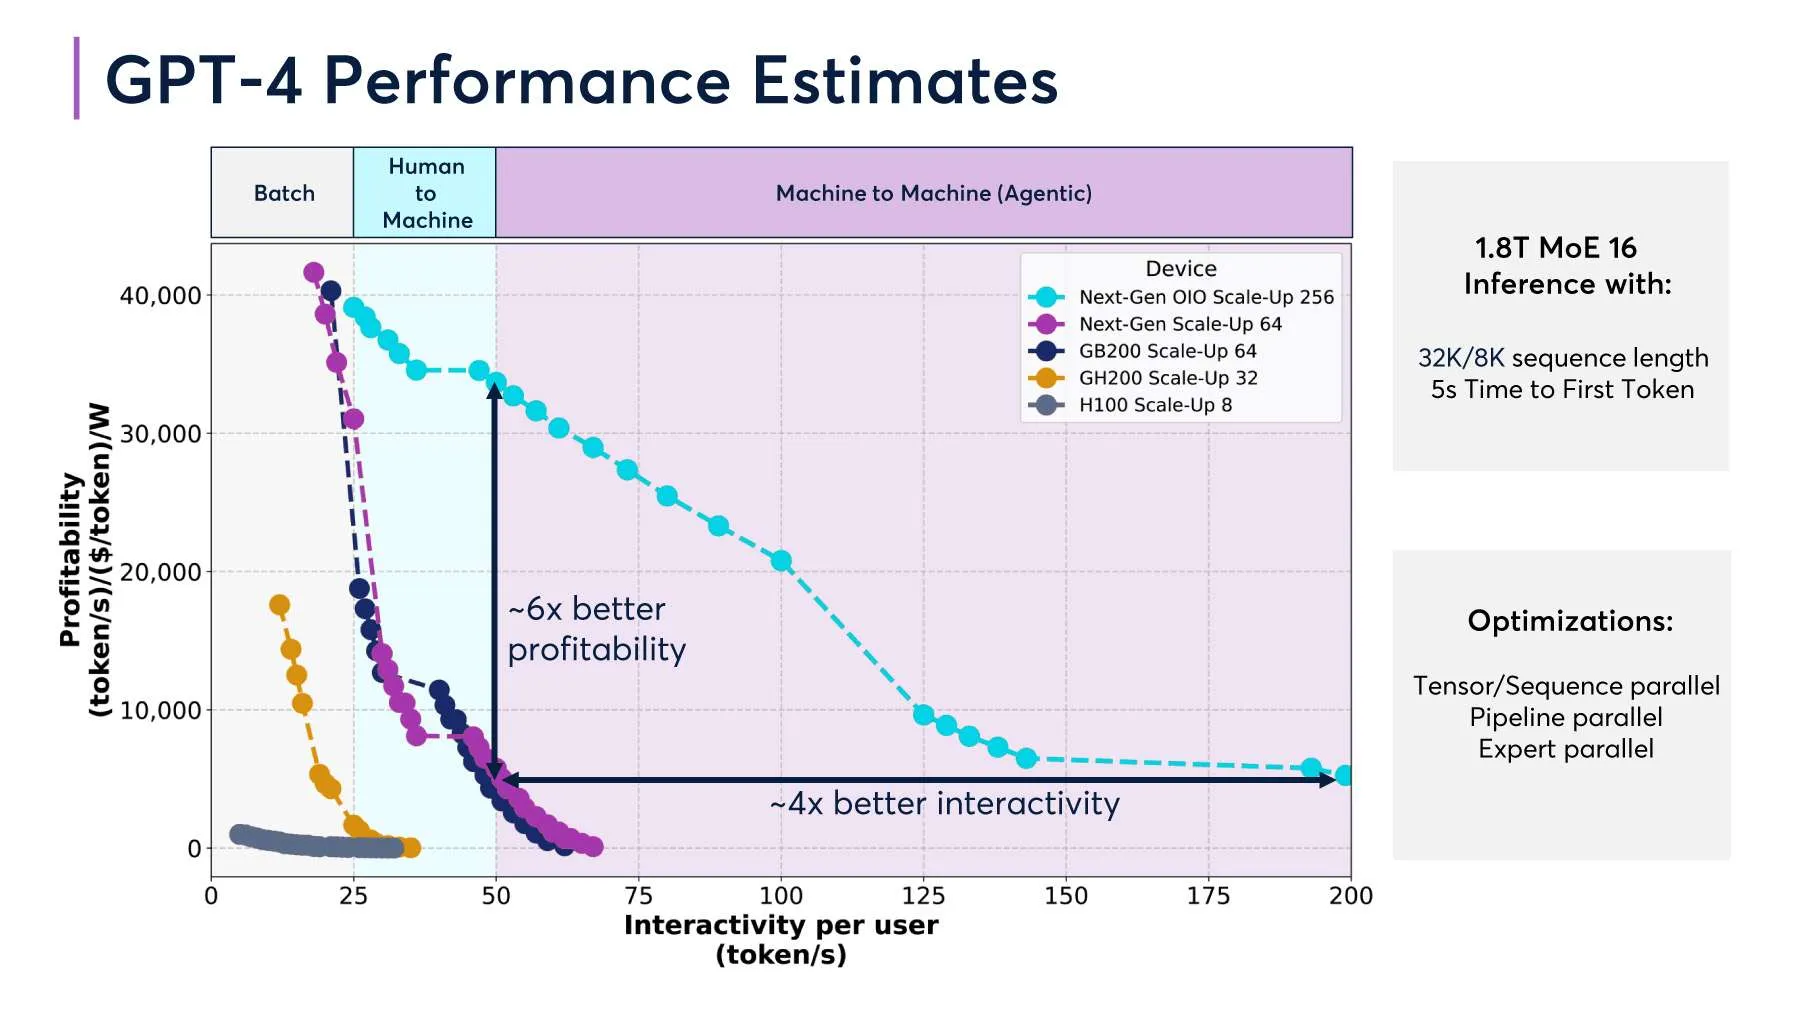 GPT-4 Performance Estimates
Batch
Human
to
Machine
Machine to Machine (Agentic)
Profitability
(token/s)/($/token)/W
40,000
30,000
20,000
10,000
0
Device
Next-Gen OIO Scale-Up 256
Next-Gen Scale-Up 64
GB200 Scale-Up 64
GH200 Scale-Up 32
H100 Scale-Up 8
~6x better
profitability
~4x better interactivity
0 25 50 75 100 125 150 175 200
Interactivity per user
(token/s)
1.8T MoE 16
Inference with:
32K/8K sequence length
5s Time to First Token
Optimizations:
Tensor/Sequence parallel
Pipeline parallel
Expert parallel